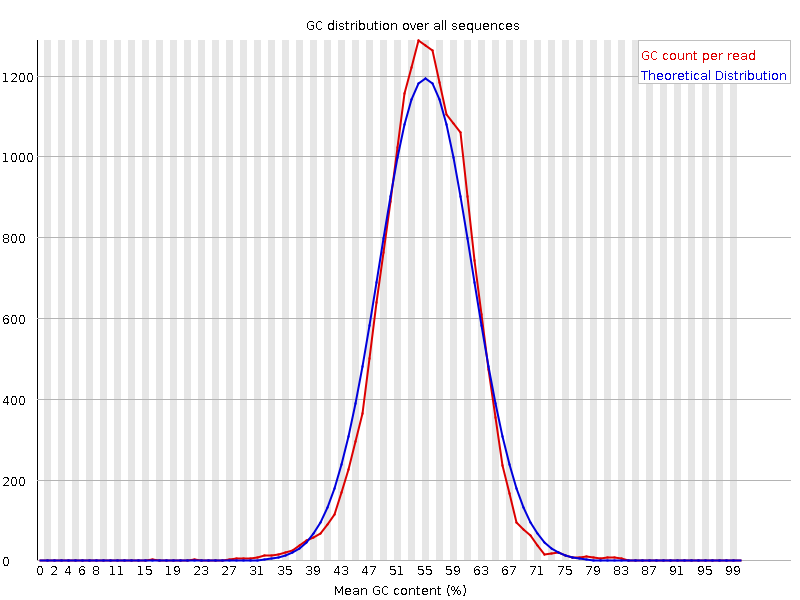 GC distribution over all sequences
GC count per read
Theoretical Distribution
1200
1000
800
600
400
200
0
0 2 4 6 8 11 15 19 23 27 31 35 39 43 47 51 55 59 63 67 71 75 79 83 87 91 95 99
Mean GC content (%)